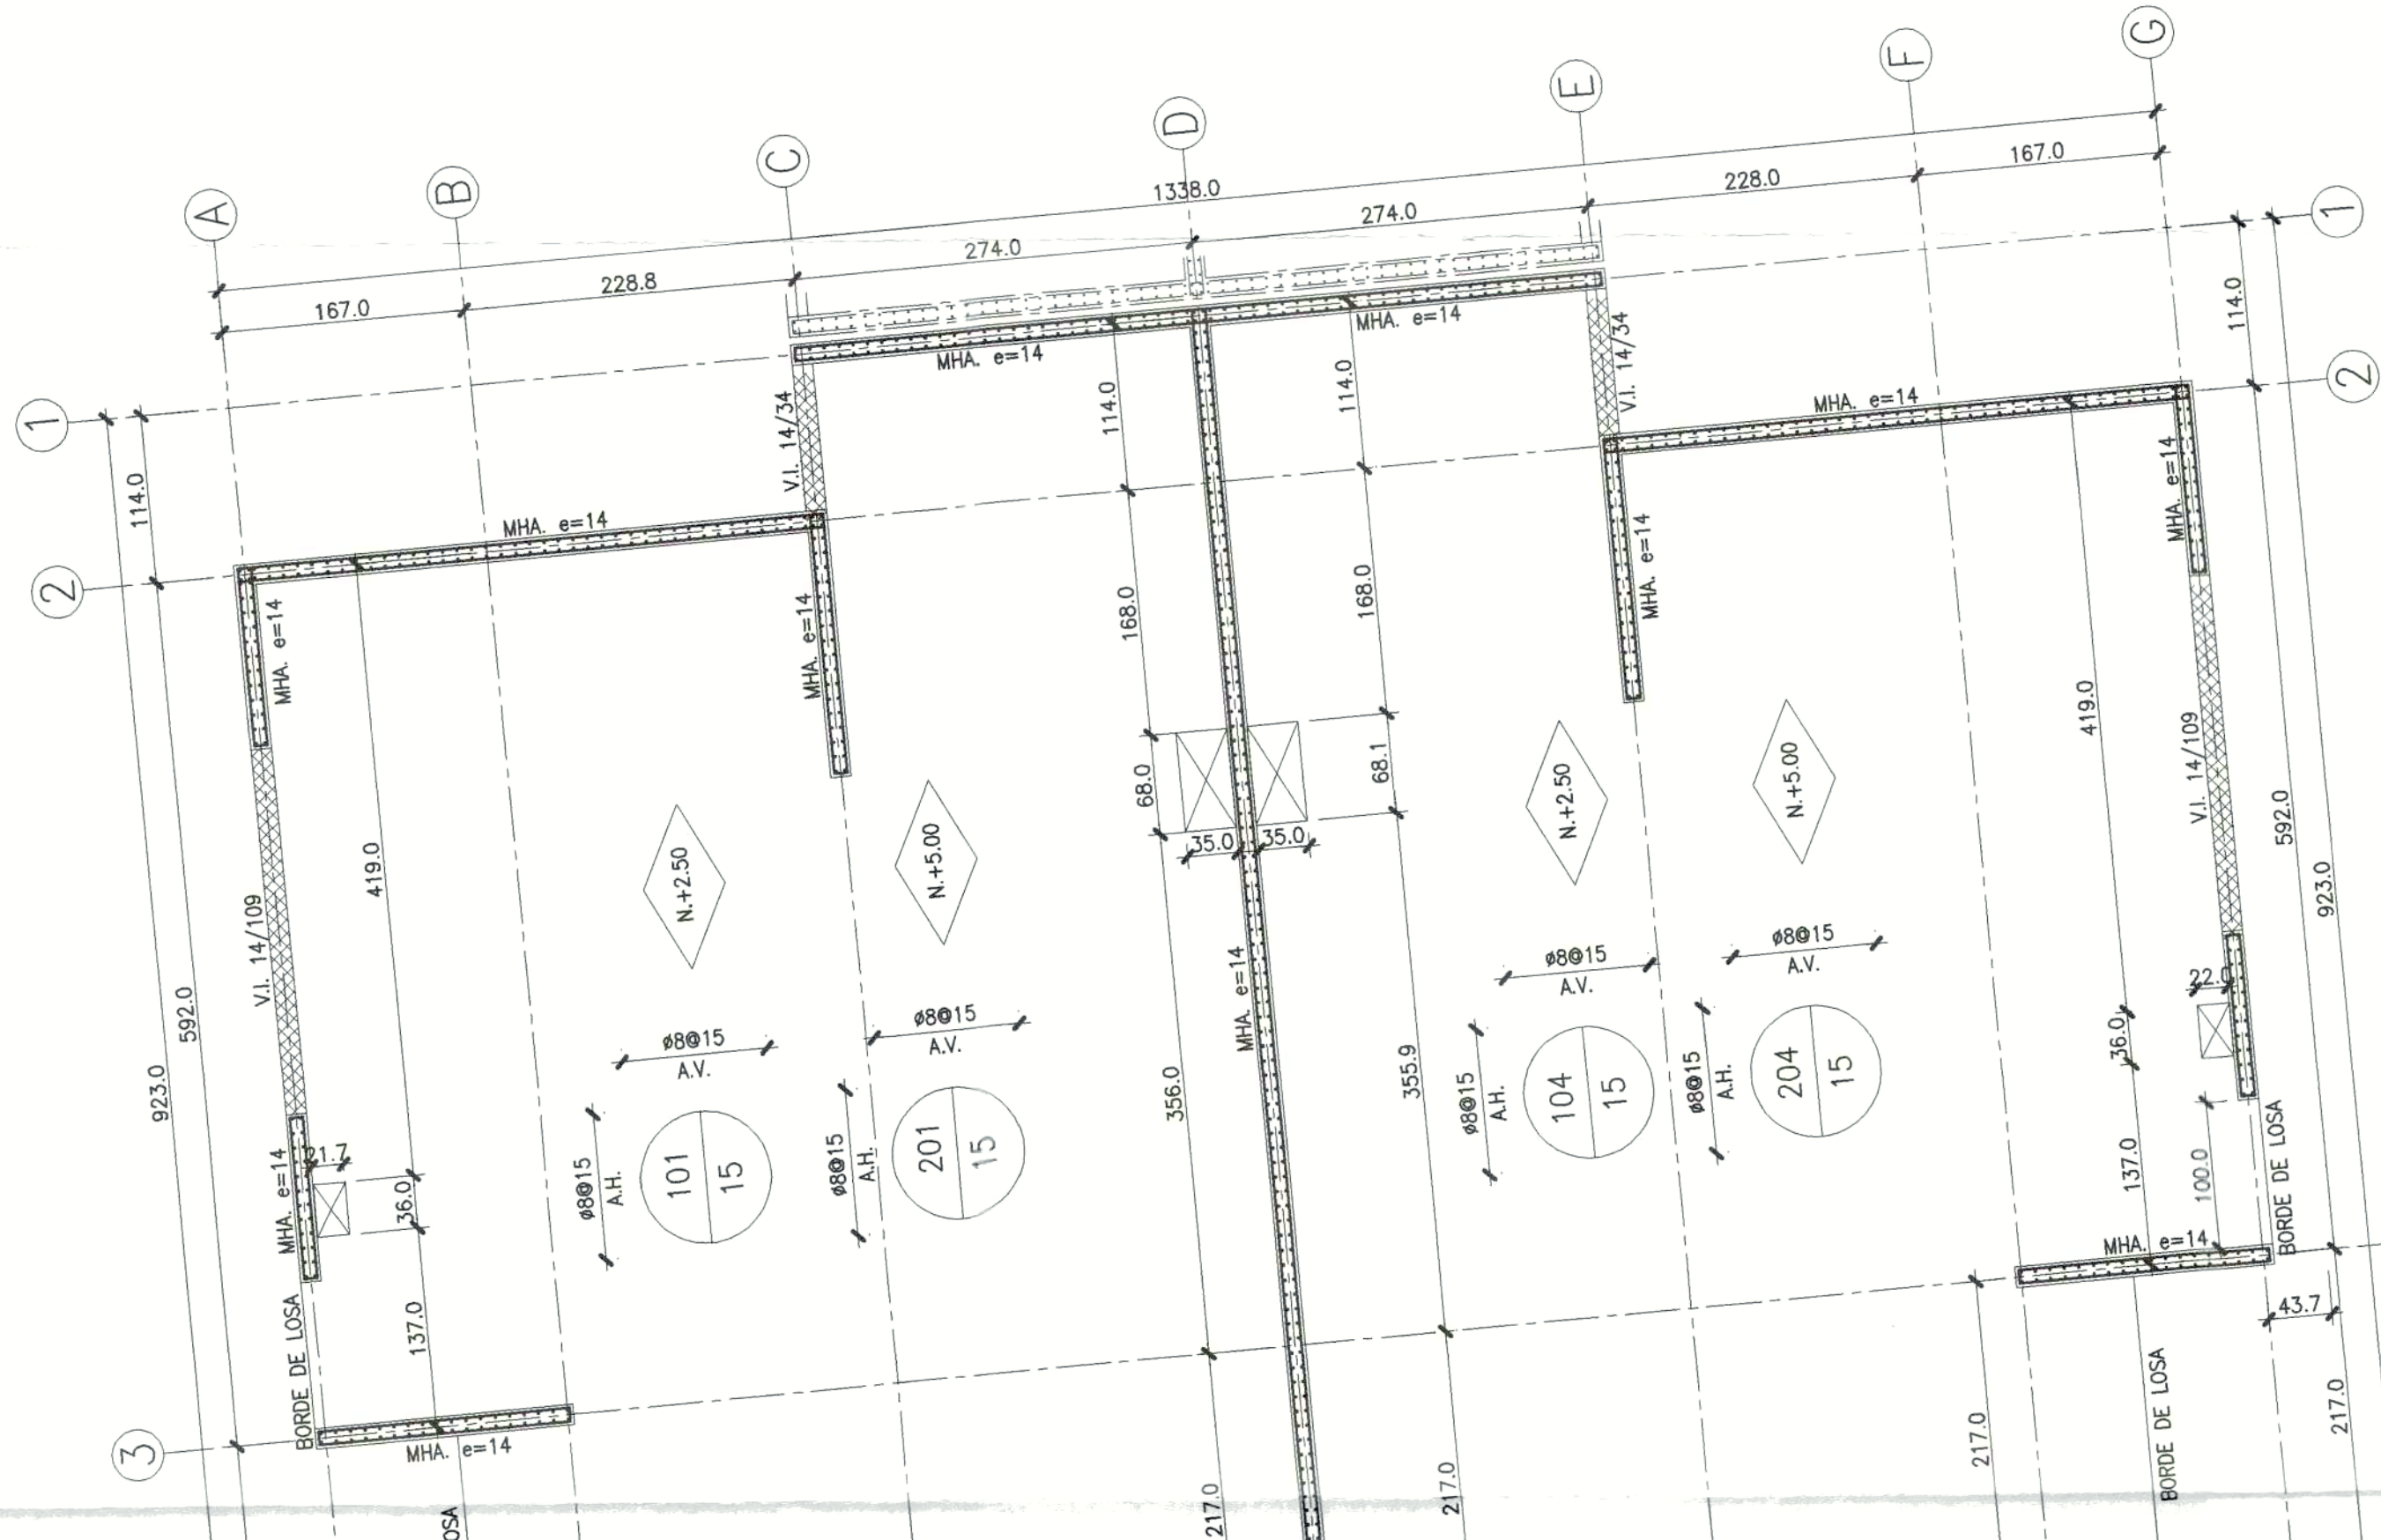 A
B
C
D
E
F
G
1338.0
167.0
228.8
274.0
274.0
228.0
167.0
1
1
114.0
114.0
2
2
MHA. e=14
MHA. e=14
MHA. e=14
MHA. e=14
V.I. 14/34
V.I. 14/34
114.0
114.0
MHA. e=14
MHA. e=14
MHA. e=14
MHA. e=14
168.0
168.0
419.0
419.0
V.I. 14/109
V.I. 14/109
592.0
923.0
592.0
923.0
N.+2.50
N.+5.00
N.+2.50
N.+5.00
68.0
68.1
35.0
35.0
MHA. e=14
ø8@15
A.V.
ø8@15
A.V.
ø8@15
A.V.
ø8@15
A.V.
ø8@15
A.H.
101
15
ø8@15
A.H.
201
15
ø8@15
A.H.
104
15
ø8@15
A.H.
204
15
356.0
355.9
MHA. e=14
21.7
36.0
137.0
22.0
36.0
137.0
100.0
BORDE DE LOSA
BORDE DE LOSA
MHA. e=14
MHA. e=14
43.7
3
217.0
217.0
217.0
217.0
BORDE DE LOSA
OSA